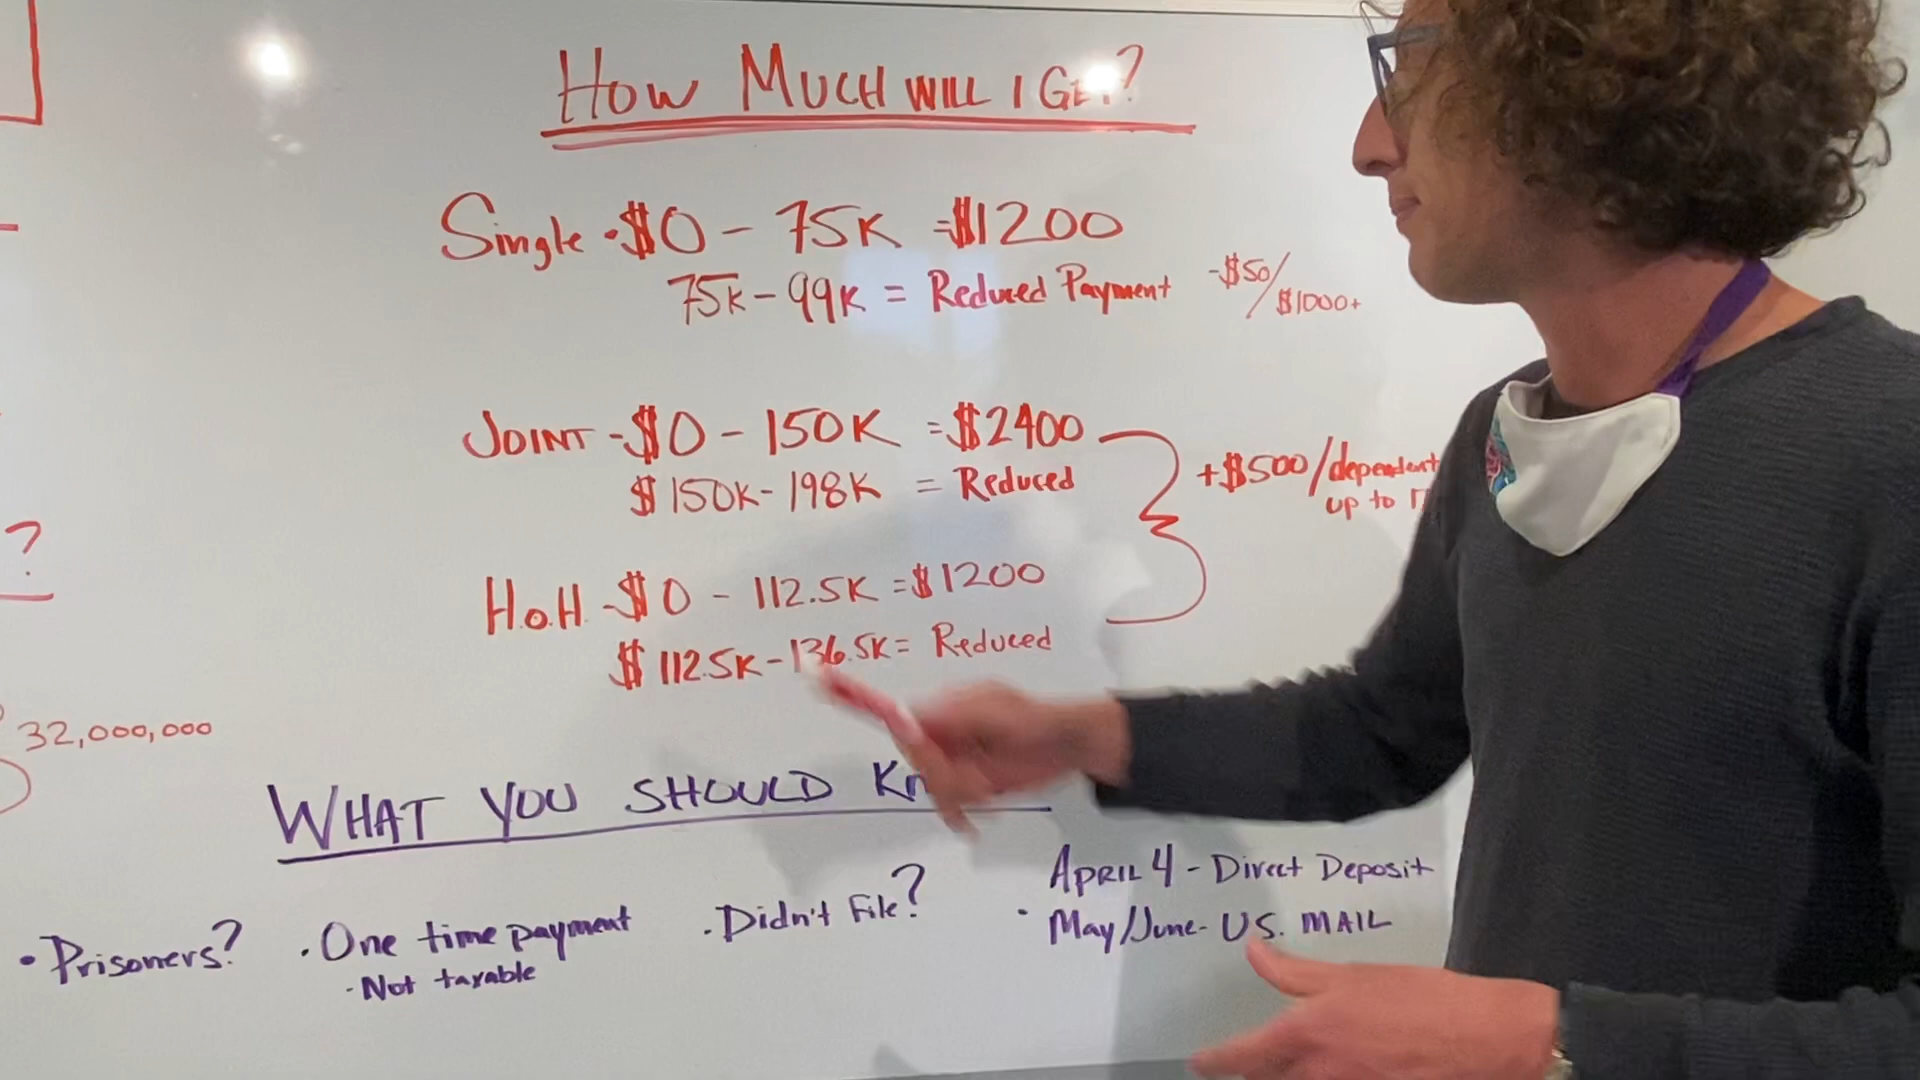 HOW MUCH WILL I GET?
Single - $0 - 75K = $1200
75K - 99K = Reduced Payment -$50/$1000+
JOINT - $0 - 150K = $2400
$150K - 198K = Reduced
+$500/dependent
up to 17
H.o.H. - $0 - 112.5K = $1200
$112.5K - 136.5K = Reduced
?
32,000,000
WHAT YOU SHOULD
• Prisoners?
• One time payment
- Not taxable
• Didn't File?
APRIL 4 - Direct Deposit
• May/June - U.S. MAIL